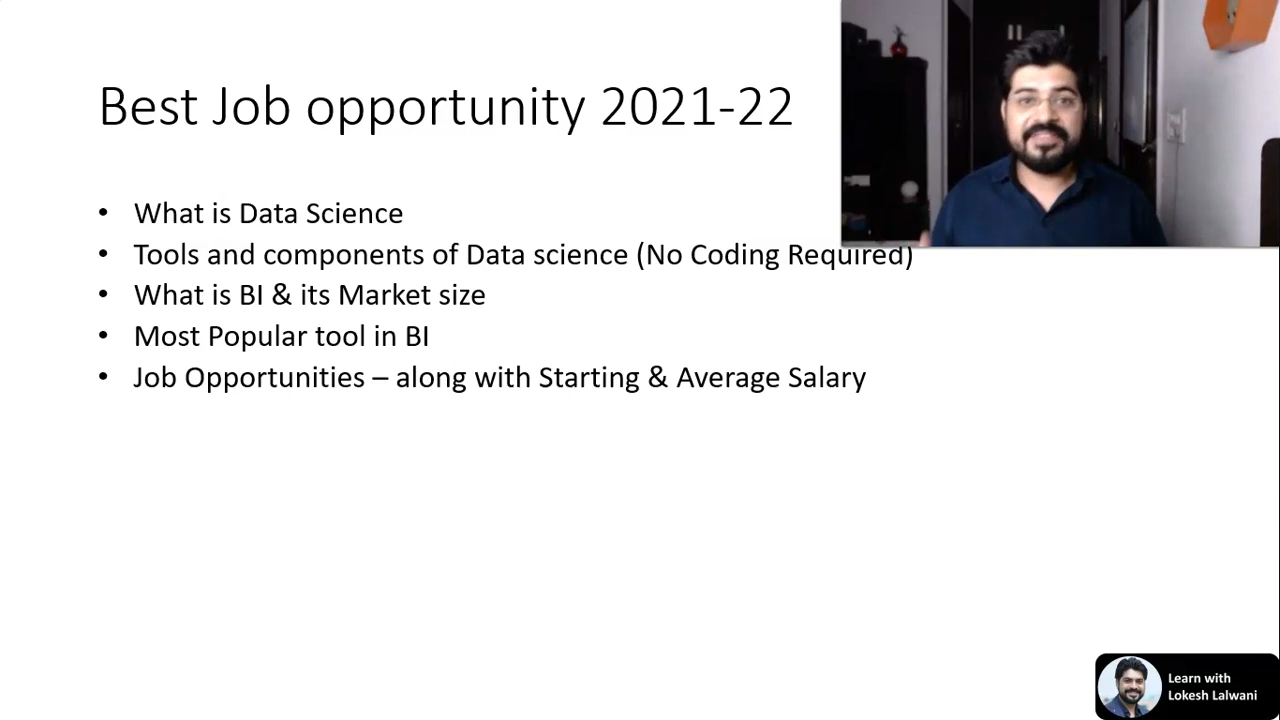 Best Job opportunity 2021-22
• What is Data Science
• Tools and components of Data science (No Coding Required)
• What is BI & its Market size
• Most Popular tool in BI
• Job Opportunities – along with Starting & Average Salary
Learn with
Lokesh Lalwani